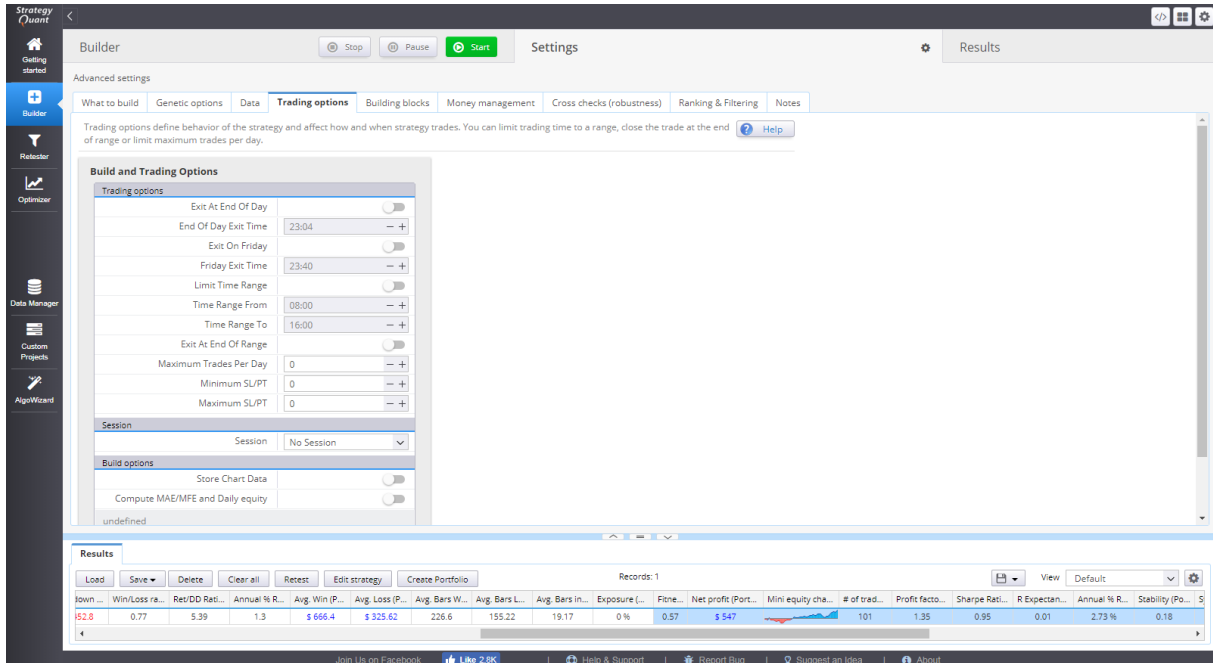 Strategy
Quant
Getting
started
Builder
Retester
Optimizer
Data Manager
Custom
Projects
AlgoWizard
Builder
Stop
Pause
Start
Settings
Results
Advanced settings
What to build Genetic options Data Trading options Building blocks Money management Cross checks (robustness) Ranking & Filtering Notes
Trading options define behavior of the strategy and affect how and when strategy trades. You can limit trading time to a range, close the trade at the end
of range or limit maximum trades per day.
Help
Build and Trading Options
Trading options
Exit At End Of Day
End Of Day Exit Time 23:04
Exit On Friday
Friday Exit Time 23:40
Limit Time Range
Time Range From 08:00
Time Range To 16:00
Exit At End Of Range
Maximum Trades Per Day 0
Minimum SL/PT 0
Maximum SL/PT 0
Session
Session No Session
Build options
Store Chart Data
Compute MAE/MFE and Daily equity
undefined
Results
Load Save Delete Clear all Retest Edit strategy Create Portfolio Records: 1 View Default
down ... Win/Loss ra... Ret/DD Rati... Annual % R... Avg. Win (P... Avg. Loss (P... Avg. Bars W... Avg. Bars L... Avg. Bars in... Exposure (... Fitne... Net profit (Port... Mini equity cha... # of trad... Profit facto... Sharpe Rati... R Expectan... Annual % R... Stability (Po... S
352.8 0.77 5.39 1.3 $ 666.4 $ 325.62 226.6 155.22 19.17 0 % 0.57 $ 547 101 1.35 0.95 0.01 2.73 % 0.18
Join Us on Facebook Like 2.8K Help & Support Report Bug Suggest an Idea About